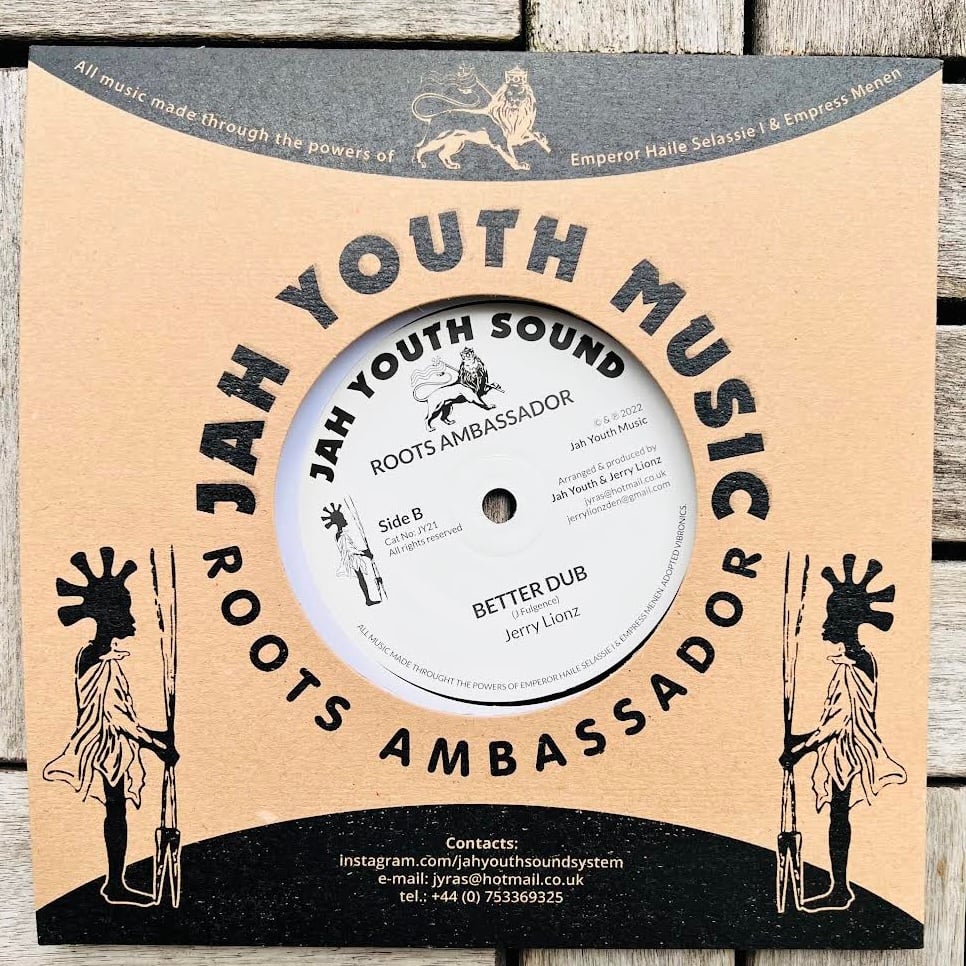 All music made through the powers of
Emperor Haile Selassie I & Empress Menen
JAH YOUTH MUSIC
ROOTS AMBASSADOR
JAH YOUTH SOUND
ROOTS AMBASSADOR
© & ℗ 2022
Jah Youth Music
Arranged & produced by
Jah Youth & Jerry Lionz
jyras@hotmail.co.uk
jerrylionzden@gmail.com
Side B
Cat No: JY21
All rights reserved
BETTER DUB
(J Fulgence)
Jerry Lionz
ALL MUSIC MADE THROUGHT THE POWERS OF EMPEROR HAILE SELASSIE I & EMPRESS MENEN. ADOPTED VIBRONICS
Contacts:
instagram.com/jahyouthsoundsystem
e-mail: jyras@hotmail.co.uk
tel.: +44 (0) 753369325